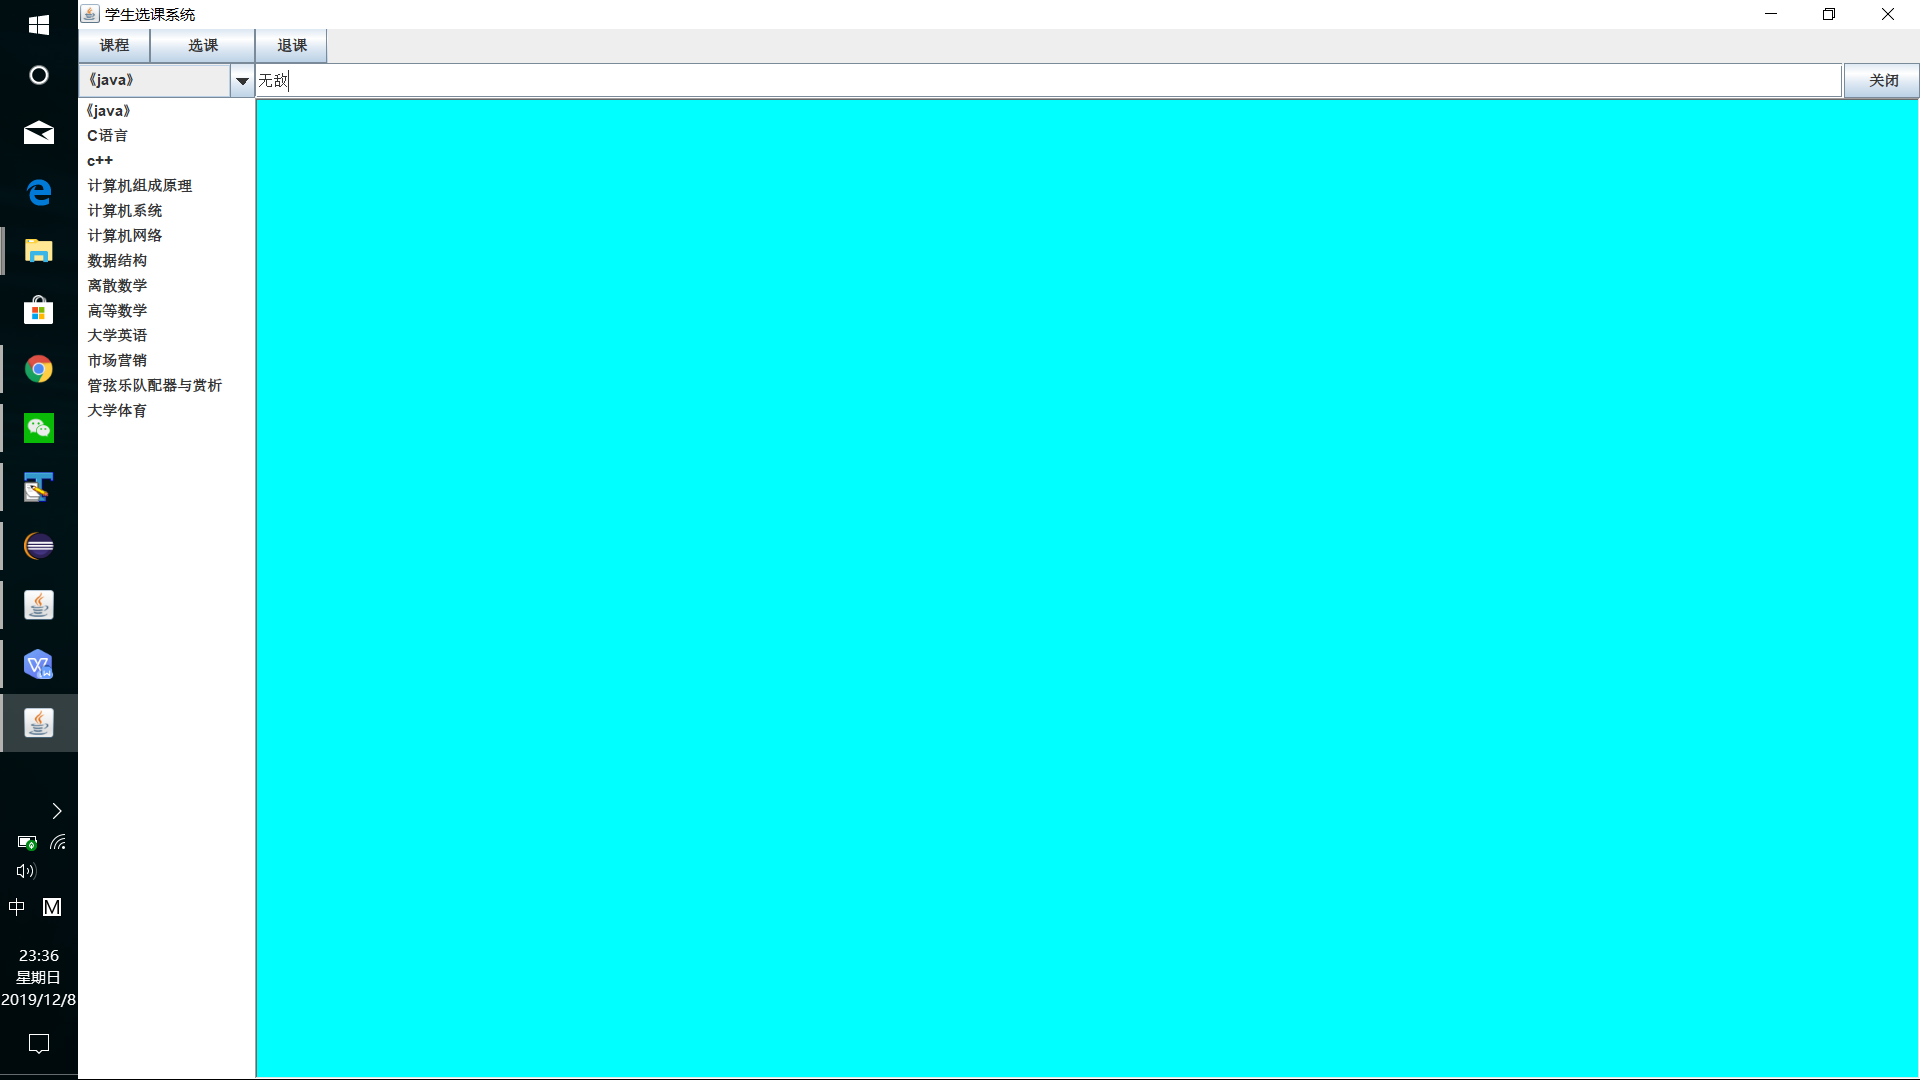 学生选课系统
课程 选课 退课
《java》 无敌 关闭
《java》
C语言
c++
计算机组成原理
计算机系统
计算机网络
数据结构
离散数学
高等数学
大学英语
市场营销
管弦乐队配器与赏析
大学体育
中 M
23:36
星期日
2019/12/8